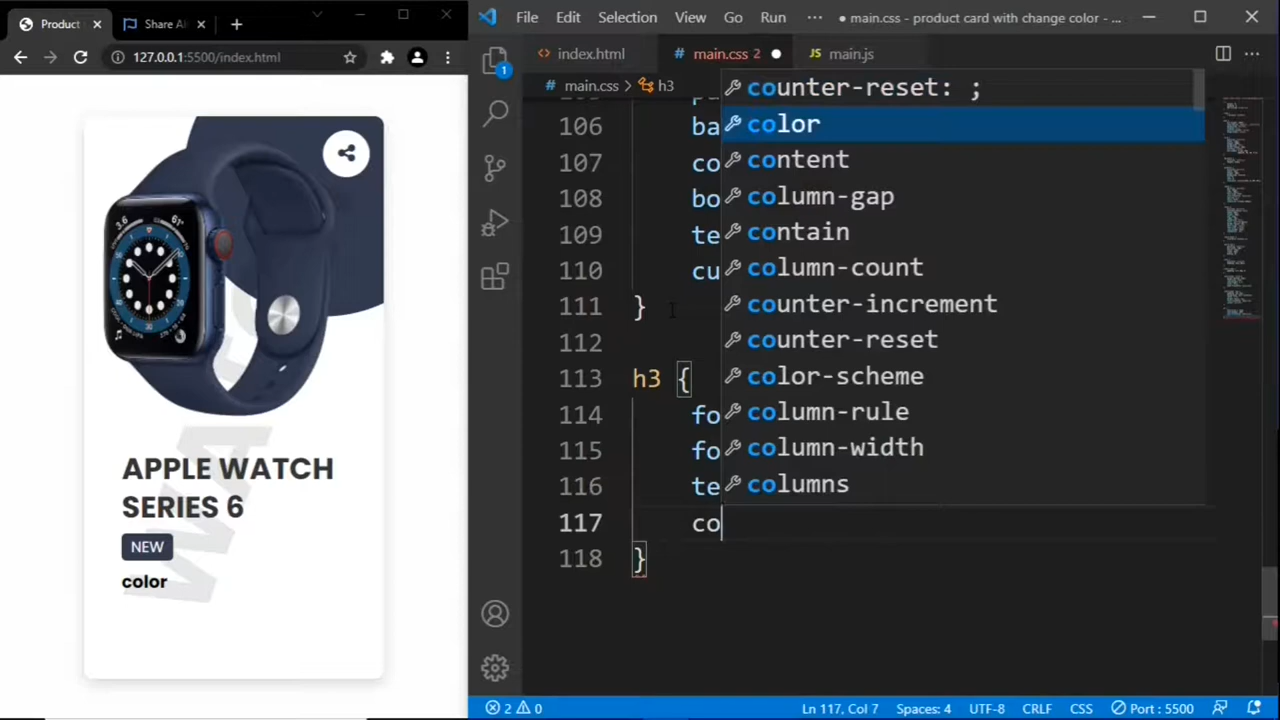 Product
Share Al
127.0.0.1:5500/index.html
APPLE WATCH
SERIES 6
NEW
color
File Edit Selection View Go Run ··· ● main.css - product card with change color - ...
index.html
main.css 2 ●
main.js
main.css > h3
1
106 ba
107 co
108 bo
109 te
110 cu
111 }
112
113 h3 {
114 fo
115 fo
116 te
117 co
118 }
counter-reset: ;
color
content
column-gap
contain
column-count
counter-increment
counter-reset
color-scheme
column-rule
column-width
columns
2 0
Ln 117, Col 7 Spaces: 4 UTF-8 CRLF CSS Port : 5500